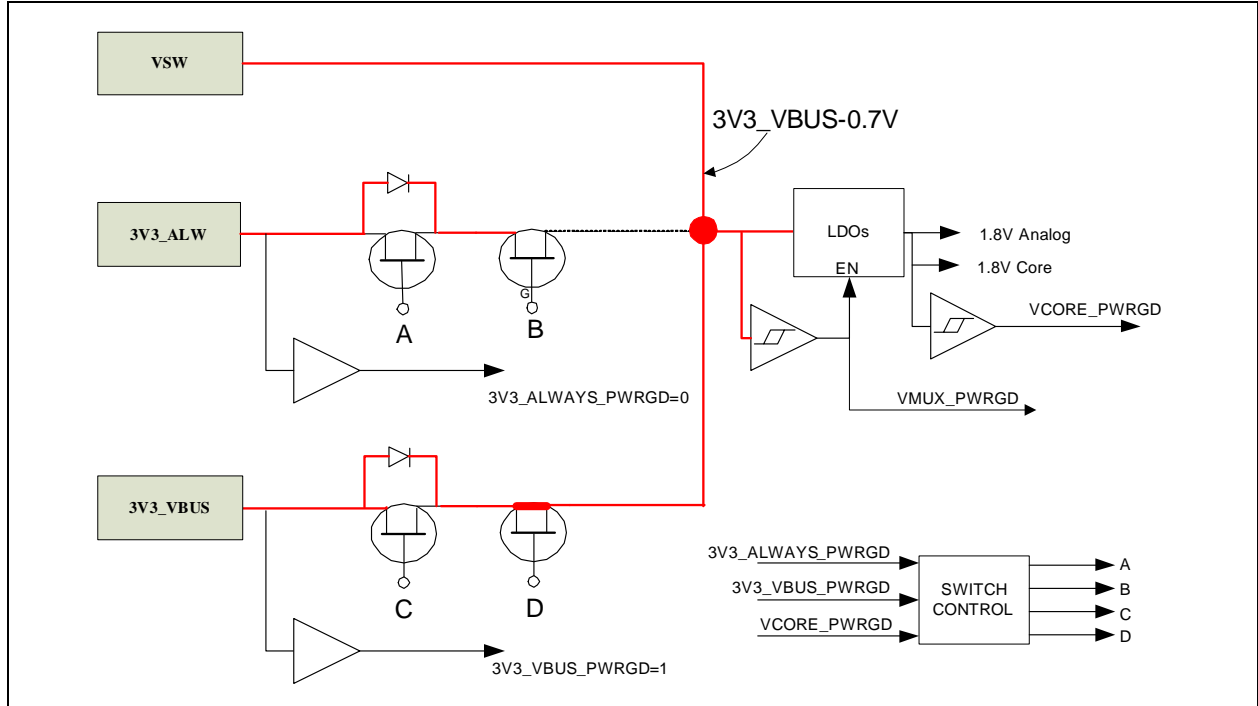 VSW
3V3_VBUS-0.7V
3V3_ALW
LDOs
EN
1.8V Analog
1.8V Core
G
A
B
VCORE_PWRGD
3V3_ALWAYS_PWRGD=0
VMUX_PWRGD
3V3_VBUS
C
D
3V3_VBUS_PWRGD=1
3V3_ALWAYS_PWRGD
3V3_VBUS_PWRGD
VCORE_PWRGD
SWITCH
CONTROL
A
B
C
D